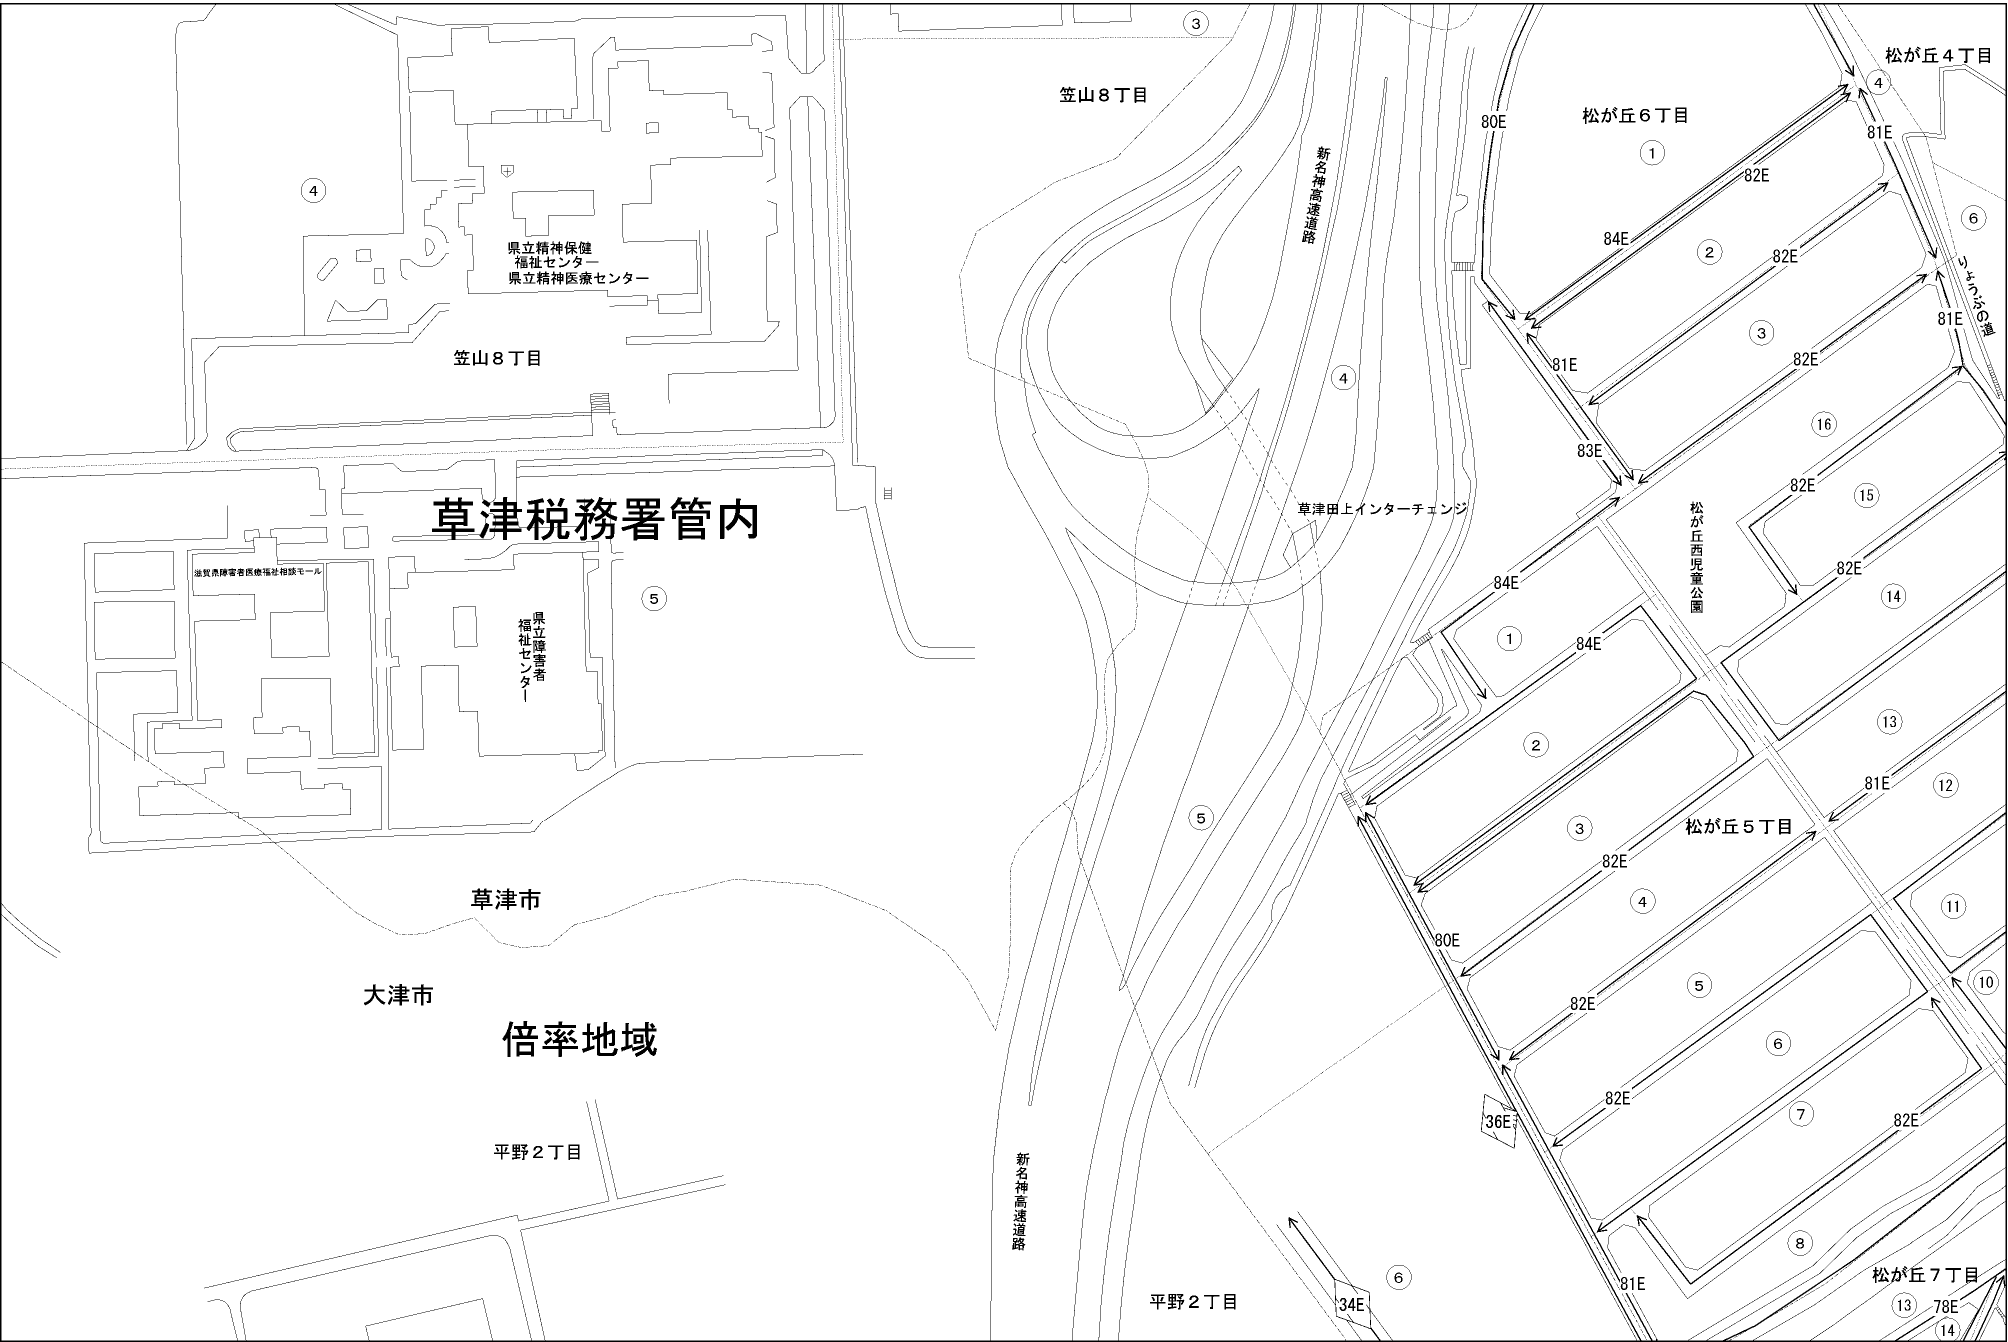 ③
松が丘４丁目
④
笠山８丁目
松が丘６丁目
80E
81E
①
新名神高速道路
82E
④
⑥
84E
②
82E
りょうぶの道
県立精神保健
福祉センター
県立精神医療センター
81E
③
笠山８丁目
82E
81E
④
⑯
83E
82E
⑮
草津税務署管内
草津田上インターチェンジ
松が丘西児童公園
82E
滋賀県障害者医療福祉相談モール
84E
⑭
⑤
県立障害者
福祉センター
①
84E
⑬
②
81E
⑫
⑤
③
松が丘５丁目
82E
草津市
④
⑪
80E
大津市
⑤
⑩
82E
倍率地域
⑥
82E
⑦
36E
82E
平野２丁目
新名神高速道路
⑧
松が丘７丁目
⑥
81E
平野２丁目
34E
⑬
78E
⑭